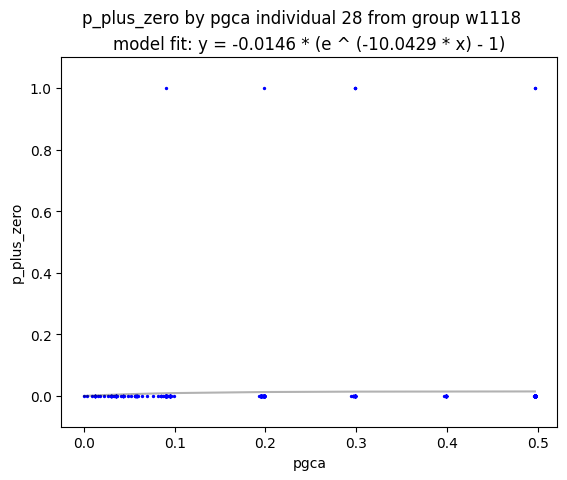 p_plus_zero by pgca individual 28 from group w1118
model fit: y = -0.0146 * (e ^ (-10.0429 * x) - 1)
1.0
0.8
0.6
0.4
0.2
0.0
p_plus_zero
0.0 0.1 0.2 0.3 0.4 0.5
pgca